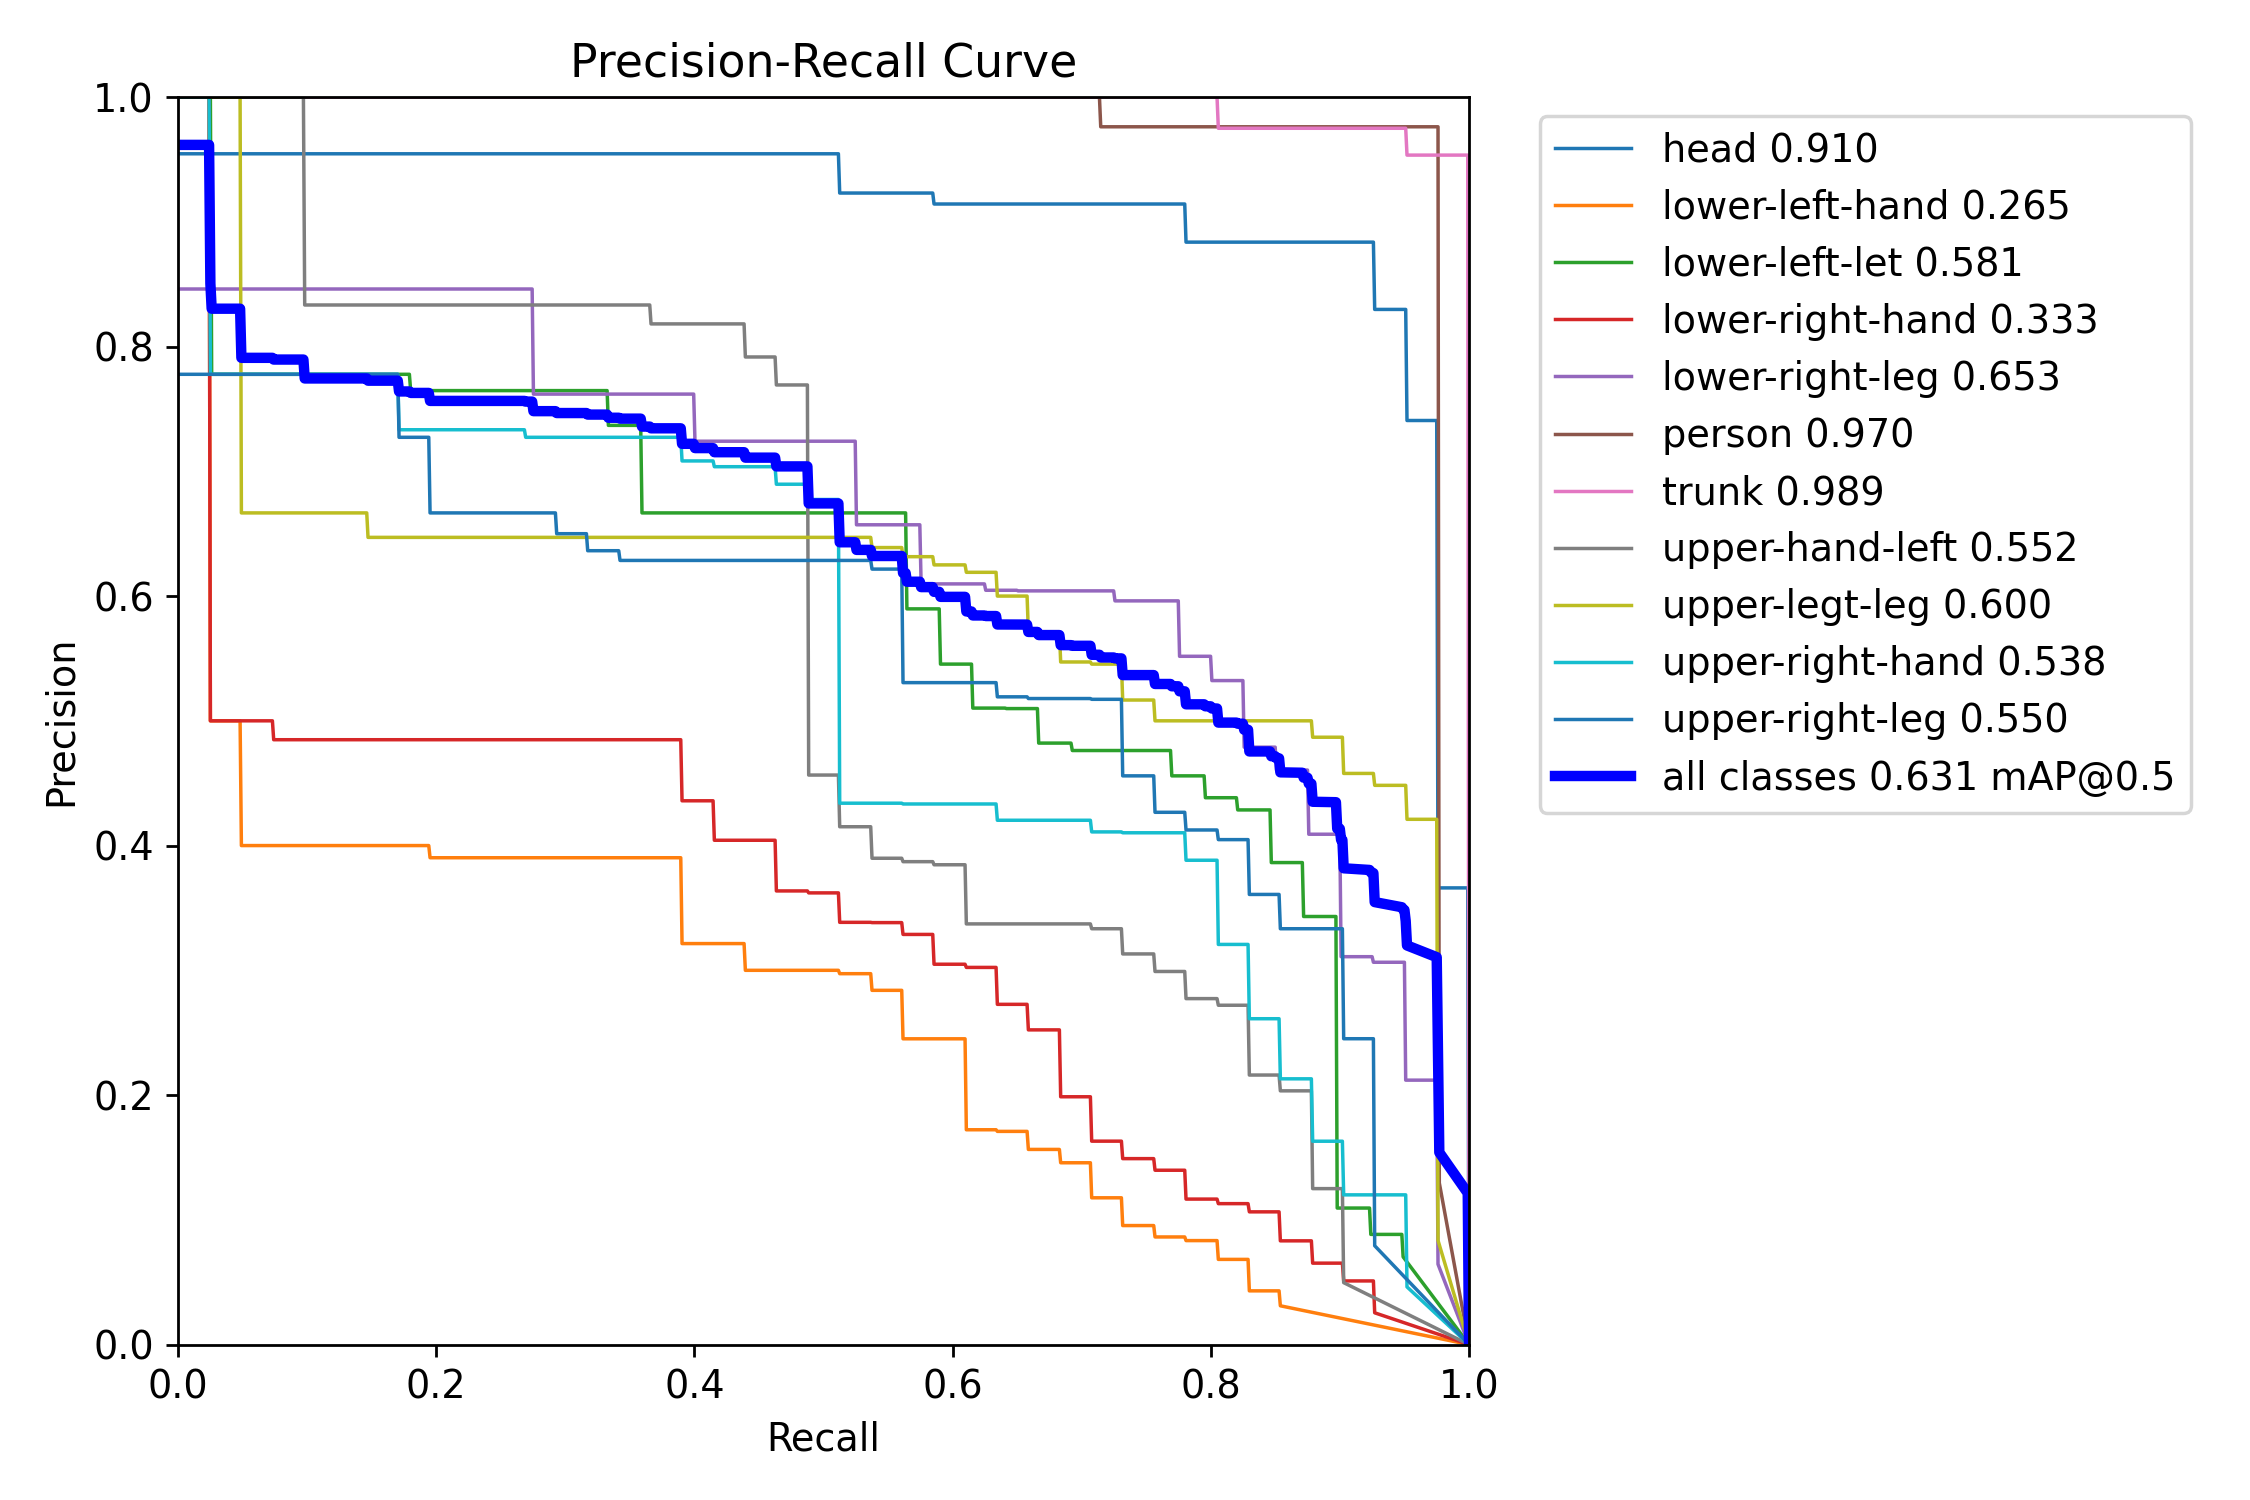 Precision-Recall Curve
1.0
0.8
0.6
0.4
0.2
0.0
Precision
0.0 0.2 0.4 0.6 0.8 1.0
Recall
head 0.910
lower-left-hand 0.265
lower-left-let 0.581
lower-right-hand 0.333
lower-right-leg 0.653
person 0.970
trunk 0.989
upper-hand-left 0.552
upper-legt-leg 0.600
upper-right-hand 0.538
upper-right-leg 0.550
all classes 0.631 mAP@0.5